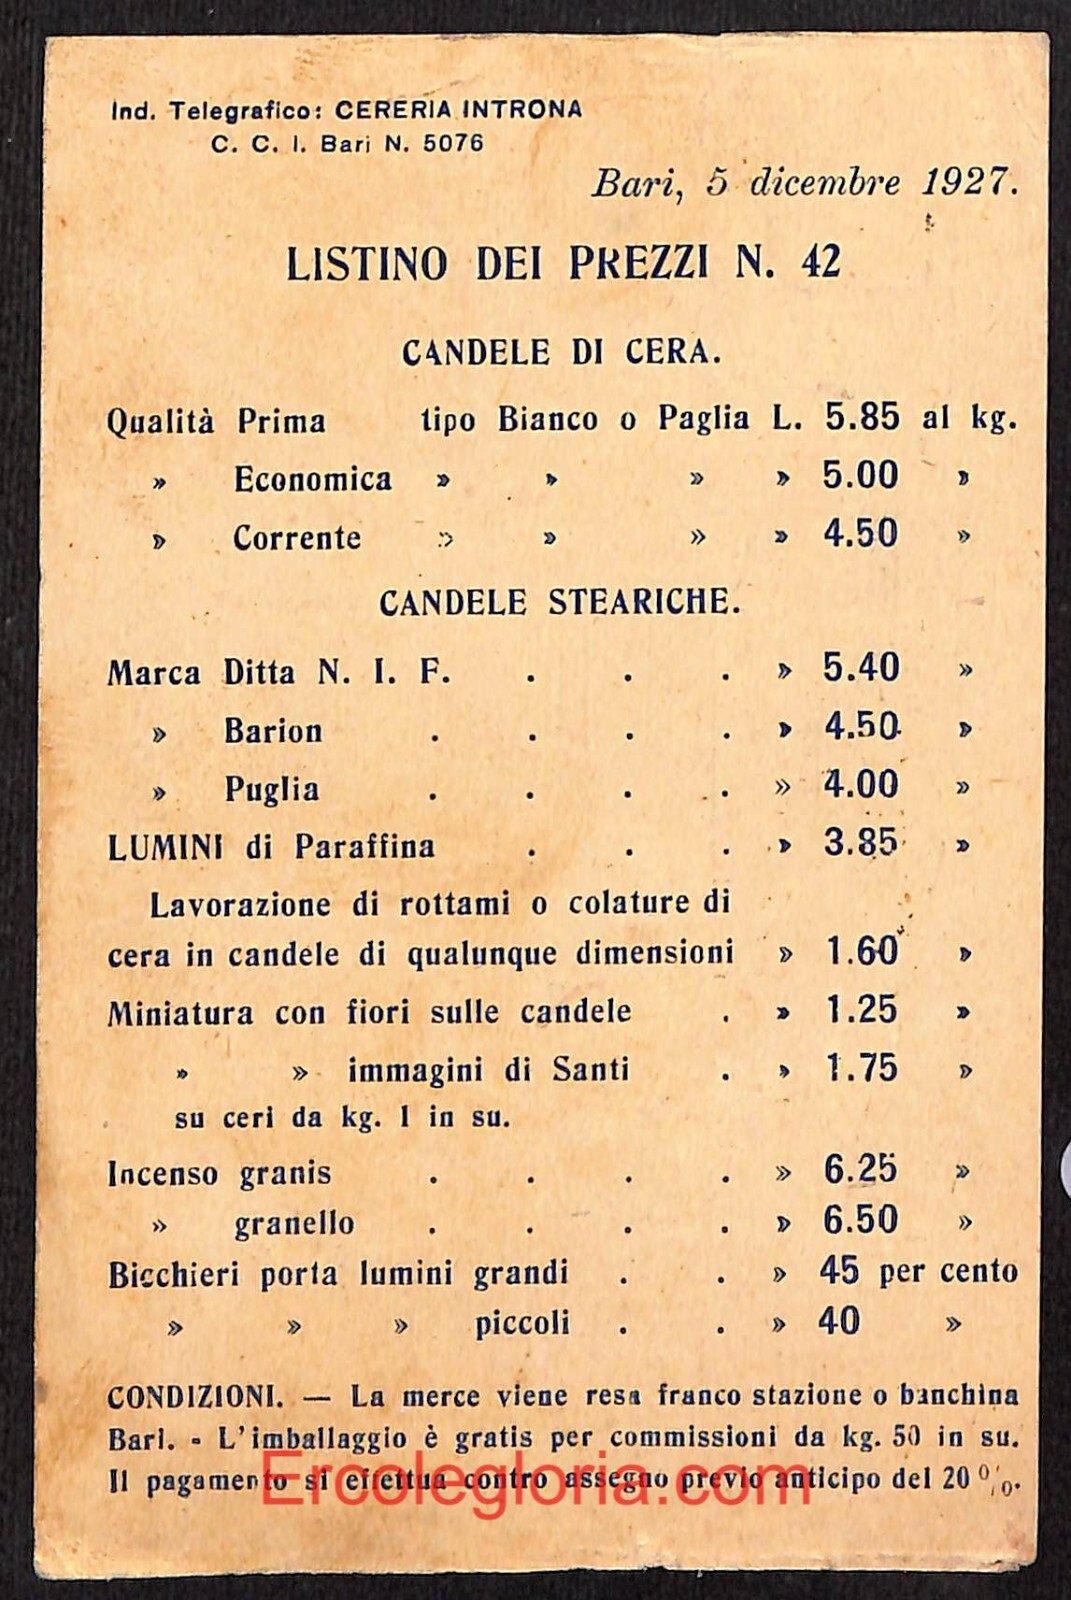 Ind. Telegrafico: CERERIA INTRONA
C. C. I. Bari N. 5076
Bari, 5 dicembre 1927.
LISTINO DEI PREZZI N. 42
CANDELE DI CERA.
Qualità Prima tipo Bianco o Paglia L. 5.85 al kg.
» Economica » » » » 5.00 »
» Corrente » » » » 4.50 »
CANDELE STEARICHE.
Marca Ditta N. I. F. . . . » 5.40 »
» Barion . . . . » 4.50 »
» Puglia . . . . » 4.00 »
LUMINI di Paraffina . . . » 3.85 »
Lavorazione di rottami o colature di
cera in candele di qualunque dimensioni » 1.60 »
Miniatura con fiori sulle candele . » 1.25 »
» » immagini di Santi . » 1.75 »
su ceri da kg. 1 in su.
Incenso granis . . . . » 6.25 »
» granello . . . . » 6.50 »
Bicchieri porta lumini grandi . . » 45 per cento
» » » piccoli . . » 40 »
CONDIZIONI. — La merce viene resa franco stazione o banchina
Bari. - L'imballaggio è gratis per commissioni da kg. 50 in su.
Il pagamento si effettua contro assegno previo anticipo del 20 %.
Ercolegloria.com